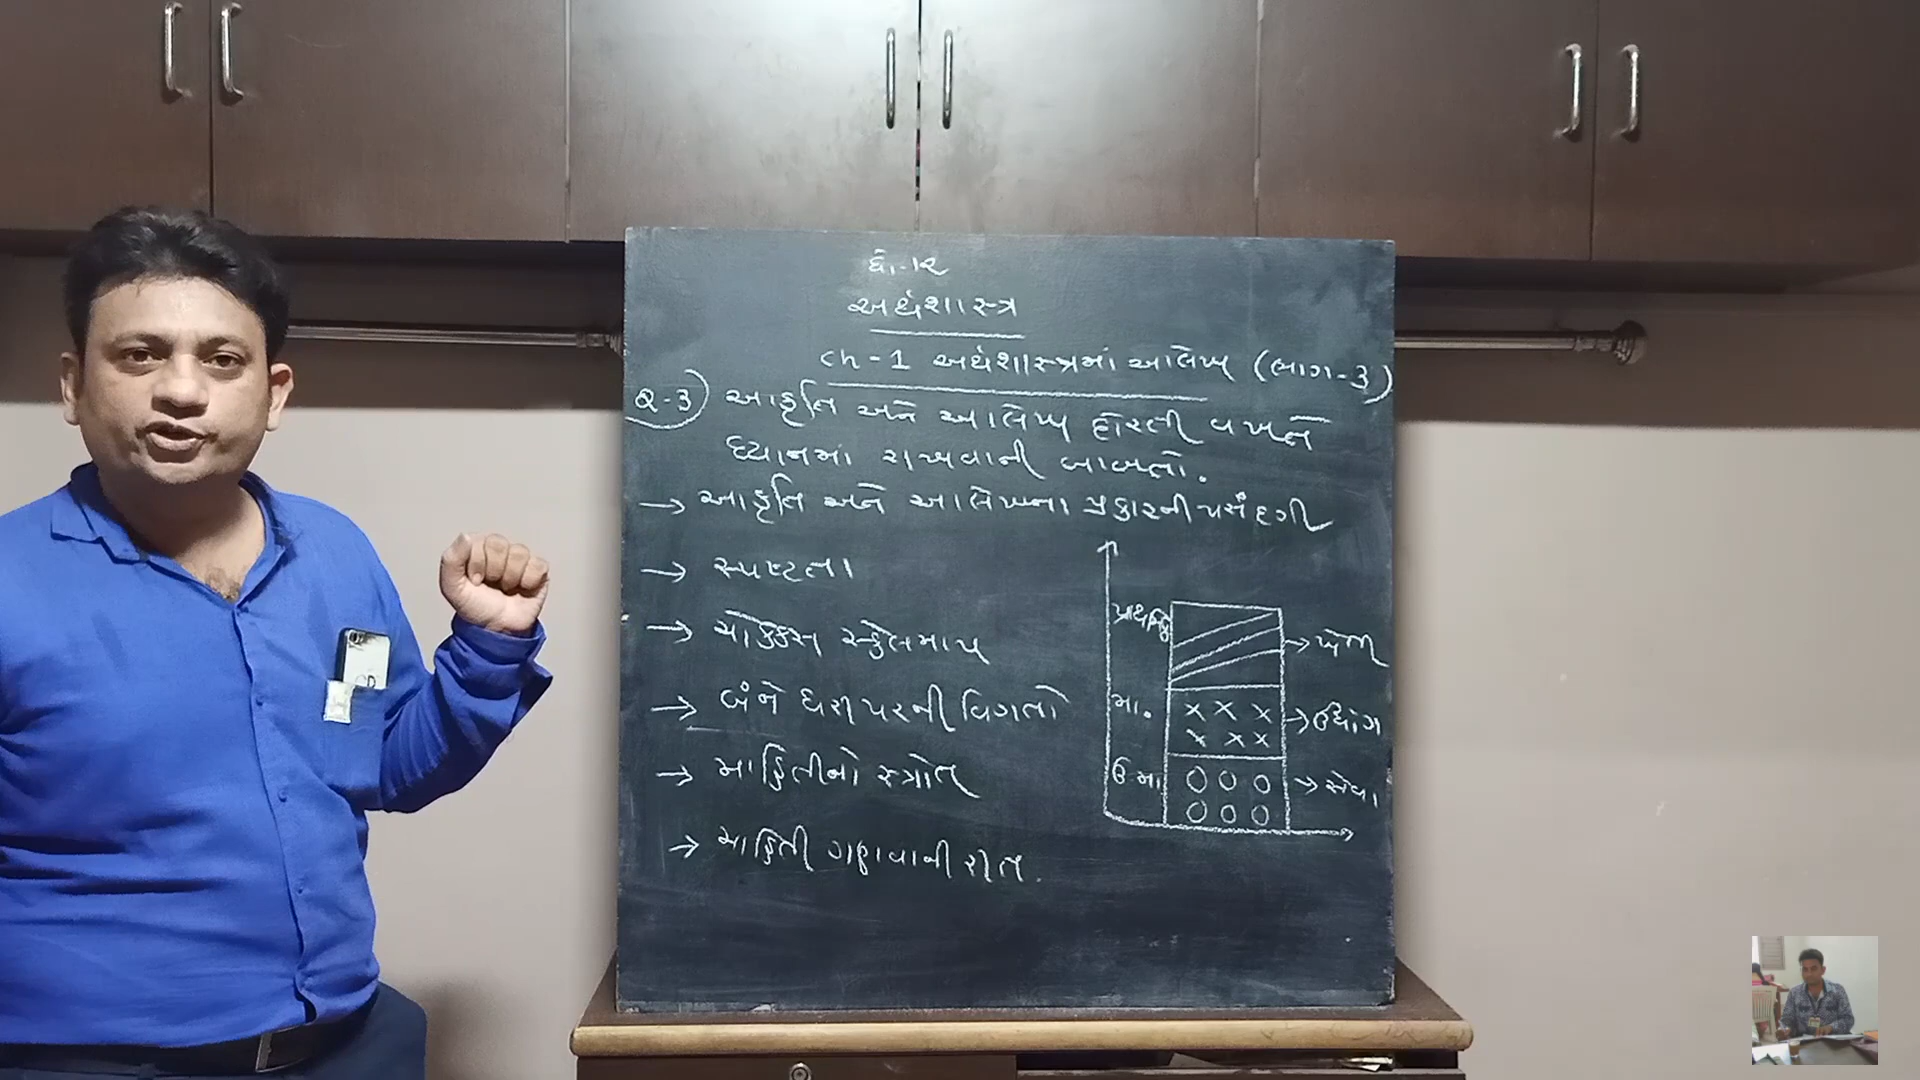 ધો.-૧૨
અર્થશાસ્ત્ર
ch-1 અર્થશાસ્ત્રમાં આલેખ (ભાગ-3)
Q-3) આકૃતિ અને આલેખ દોરતી વખતે
ધ્યાનમાં રાખવાની બાબતો.
→ આકૃતિ અને આલેખના પ્રકારની પસંદગી
→ સ્પષ્ટતા
→ ચોક્કસ સ્કેલમાપ
→ બંને ધરી પરની વિગતો
→ માહિતીનો સ્ત્રોત
→ માહિતી ગણવાની રીત.
પ્રાથમિક → ખેતી
મા. → ઉદ્યોગ
ઉ.મા. → સેવા